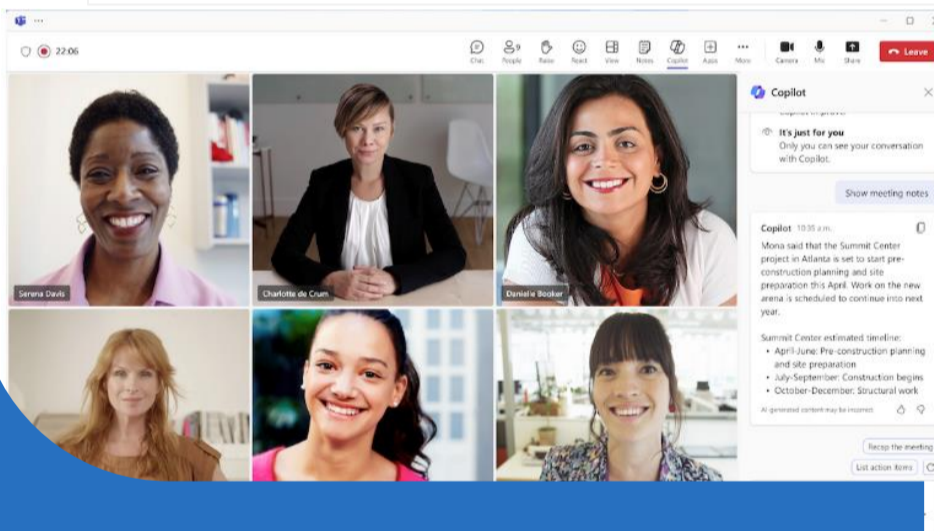 22:06
Chat People 9 Raise React View Notes Copilot Apps More Camera Mic Share Leave
Copilot
It's just for you
Only you can see your conversation
with Copilot.
Show meeting notes
Copilot 10:35 a.m.
Mona said that the Summit Center
project in Atlanta is set to start pre-
construction planning and site
preparation this April. Work on the new
arena is scheduled to continue into next
year.
Summit Center estimated timeline:
• April-June: Pre-construction planning
and site preparation
• July-September: Construction begins
• October-December: Structural work
AI generated content may be incorrect
Recap the meeting
List action items
Serena Davis
Charlotte de Crum
Danielle Booker